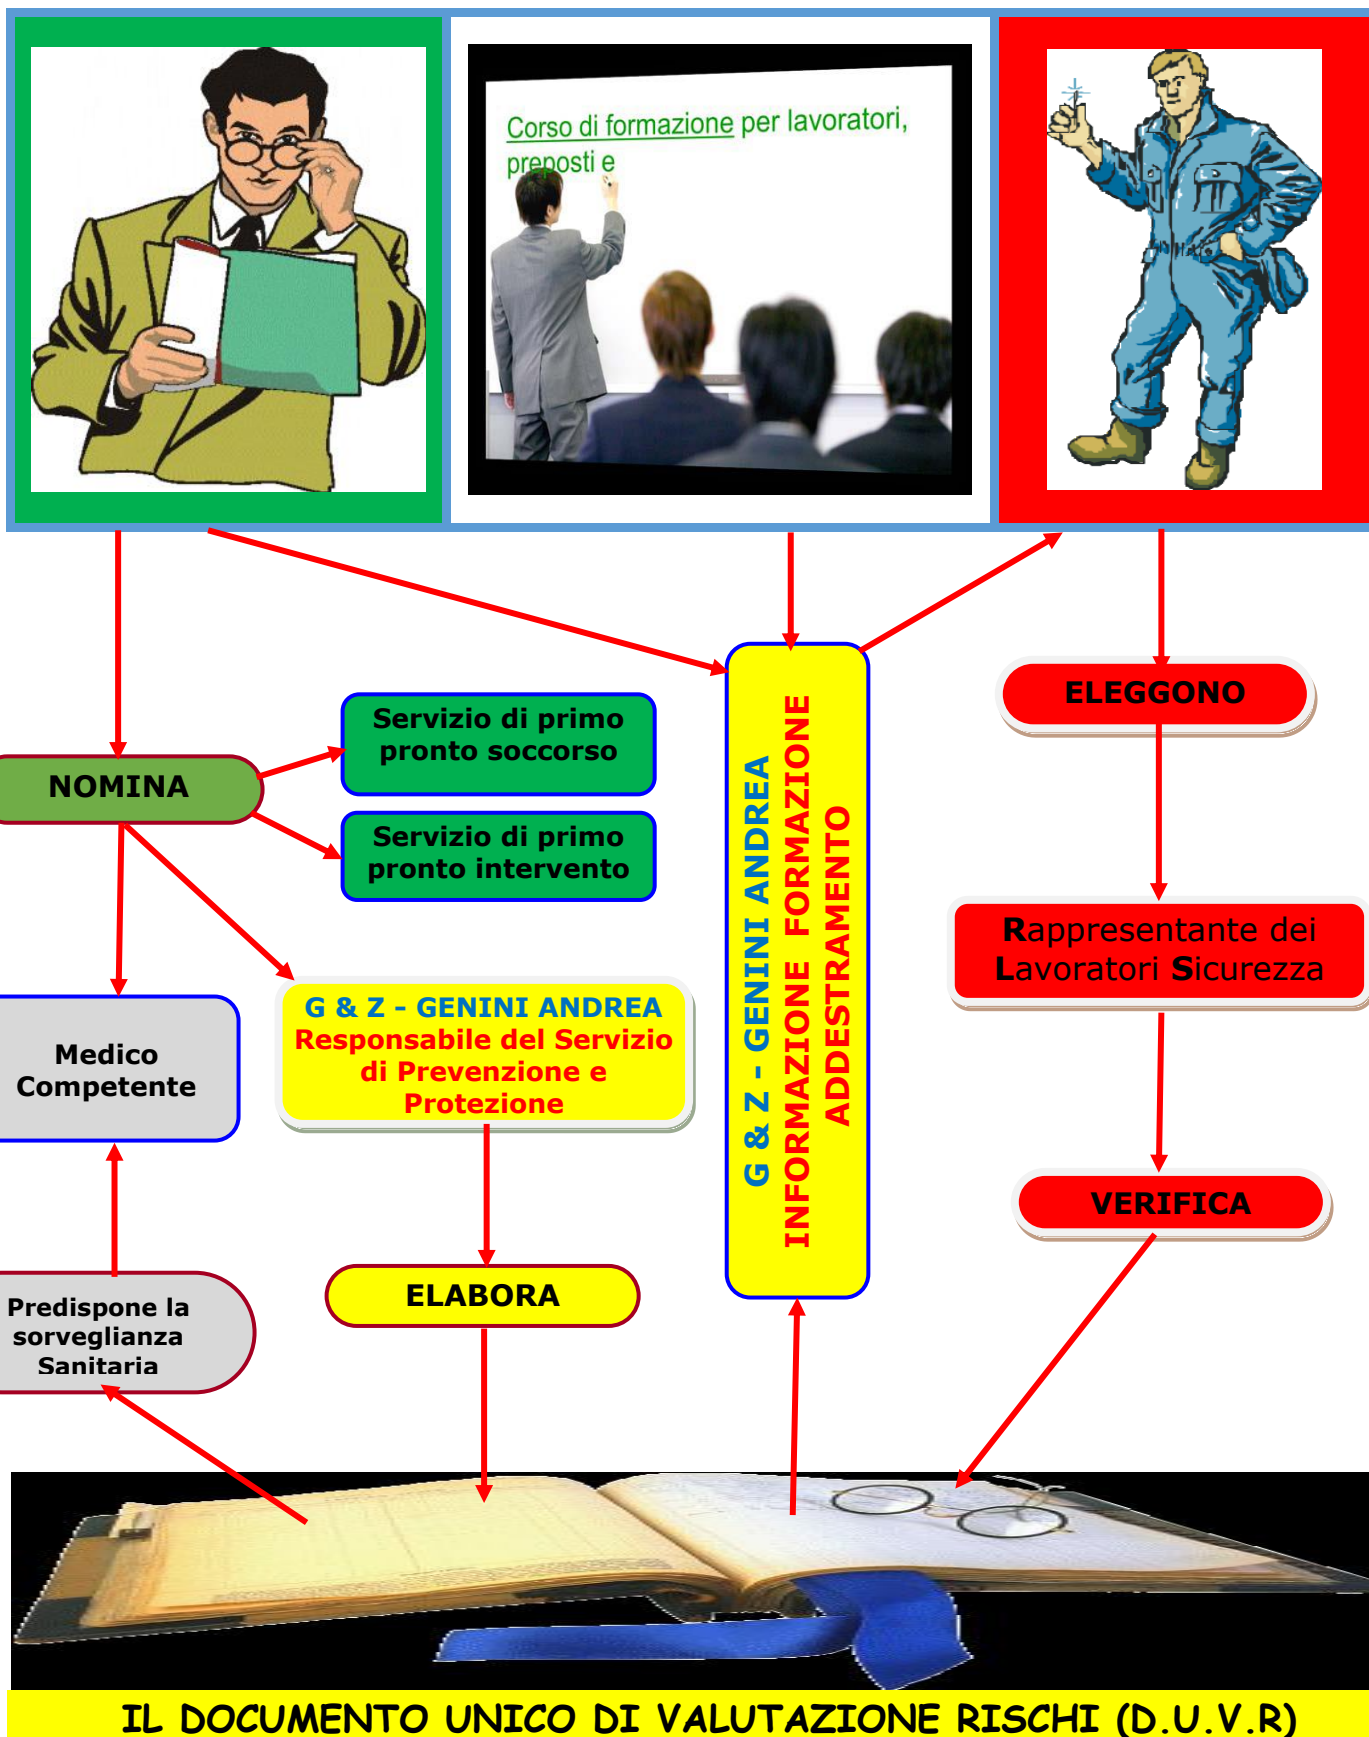 Corso di formazione per lavoratori,
preposti e
ELEGGONO
Servizio di primo
pronto soccorso
NOMINA
Servizio di primo
pronto intervento
G & Z - GENINI ANDREA
INFORMAZIONE FORMAZIONE
ADDESTRAMENTO
Rappresentante dei
Lavoratori Sicurezza
G & Z - GENINI ANDREA
Responsabile del Servizio
di Prevenzione e
Protezione
Medico
Competente
VERIFICA
ELABORA
Predispone la
sorveglianza
Sanitaria
IL DOCUMENTO UNICO DI VALUTAZIONE RISCHI (D.U.V.R)